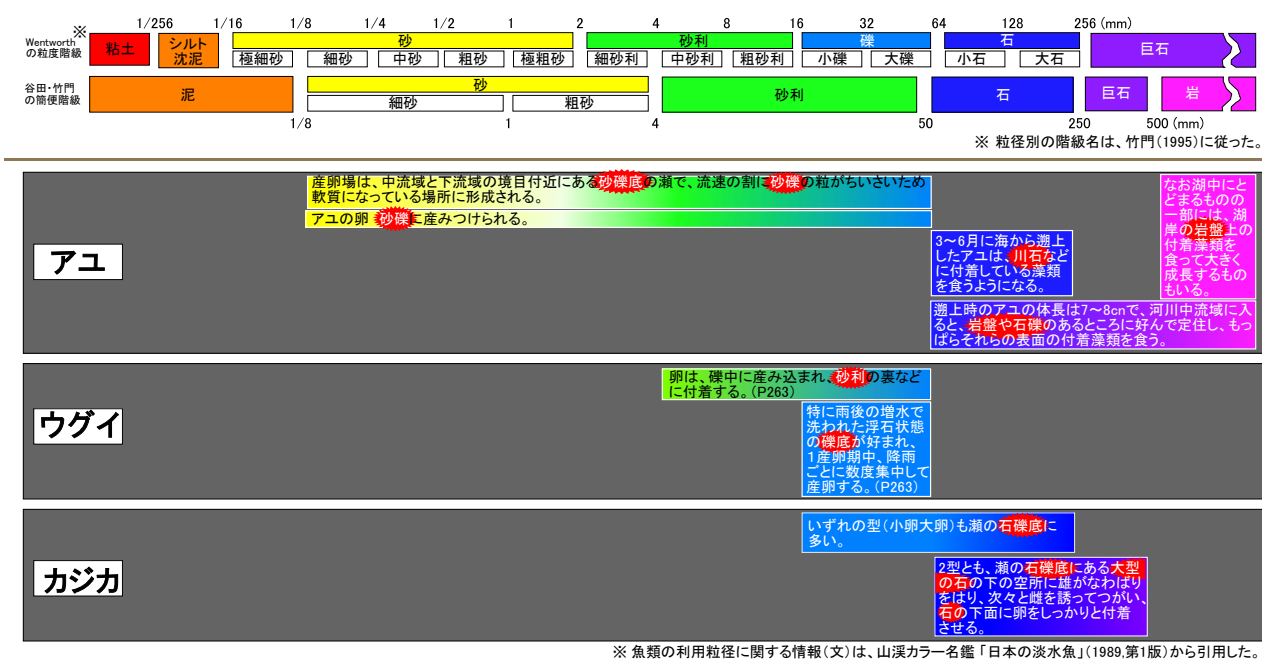 ※
1/256 1/16 1/8 1/4 1/2 1 2 4 8 16 32 64 128 256 (mm)
Wentworth
の粒度階級
粘土
シルト
沈泥
砂
砂利
礫
石
巨石
極細砂 細砂 中砂 粗砂 極粗砂 細砂利 中砂利 粗砂利 小礫 大礫 小石 大石
谷田・竹門
の簡便階級
泥
砂
細砂 粗砂
砂利
石
巨石
岩
1/8 1 4 50 250 500 (mm)
※ 粒径別の階級名は、竹門(1995)に従った。
アユ
産卵場は、中流域と下流域の境目付近にある砂礫底の瀬で、流速の割に砂礫の粒がちいさいため
軟質になっている場所に形成される。
アユの卵 砂礫に産みつけられる。
3～6月に海から遡上
したアユは、川石など
に付着している藻類
を食うようになる。
なお湖中にと
どまるものの
一部には、湖
岸の岩盤上の
付着藻類を
食って大きく
成長するもの
もいる。
遡上時のアユの体長は7～8cmで、河川中流域に入
ると、岩盤や石礫のあるところに好んで定住し、もっ
ぱらそれらの表面の付着藻類を食う。
ウグイ
卵は、礫中に産み込まれ、砂利の裏など
に付着する。(P263)
特に雨後の増水で
洗われた浮石状態
の礫底が好まれ、
1産卵期中、降雨
ごとに数度集中して
産卵する。(P263)
カジカ
いずれの型(小卵大卵)も瀬の石礫底に
多い。
2型とも、瀬の石礫底にある大型
の石の下の空所に雄がなわばり
をはり、次々と雌を誘ってつがい、
石の下面に卵をしっかりと付着
させる。
※ 魚類の利用粒径に関する情報(文)は、山渓カラー名鑑「日本の淡水魚」(1989,第1版)から引用した。